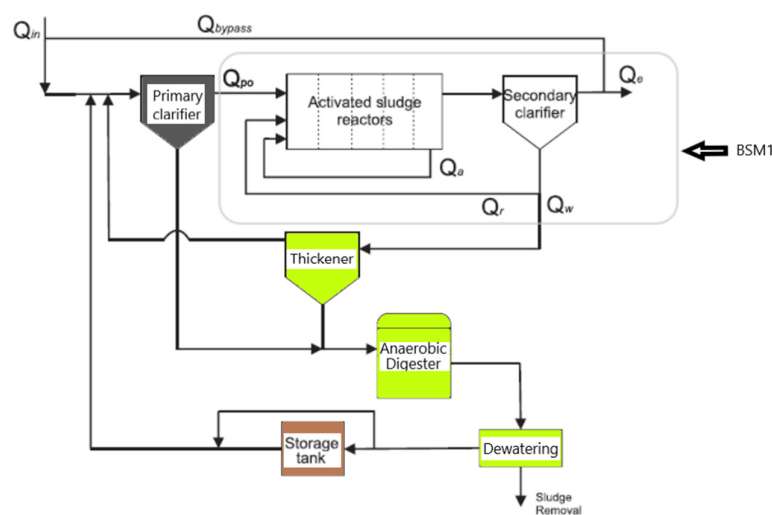 Qin
Qbypass
Primary
clarifier
Qpo
Activated sludge
reactors
Secondary
clarifier
Qe
BSM1
Qa
Qr
Qw
Thickener
Anaerobic
Digester
Storage
tank
Dewatering
Sludge
Removal